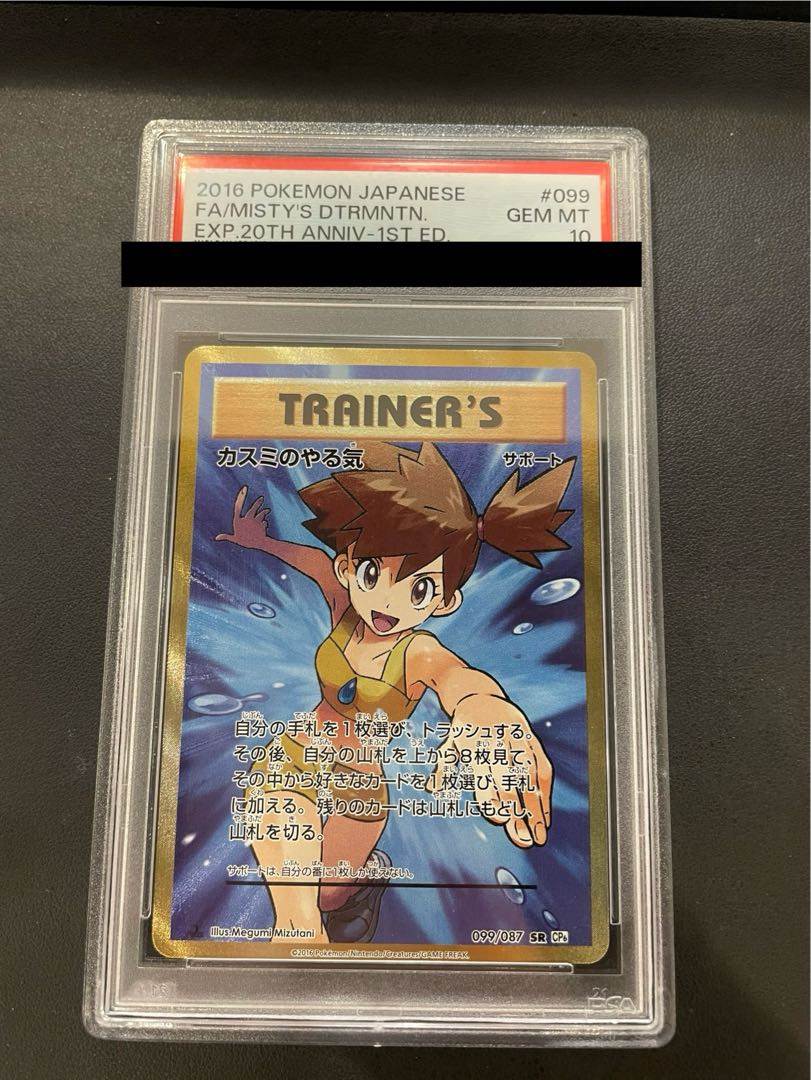 2016 POKEMON JAPANESE #099
FA/MISTY'S DTRMNTN. GEM MT
EXP.20TH ANNIV-1ST ED. 10
TRAINER'S
カスミのやる気 サポート
自分の手札を1枚選び、トラッシュする。
その後、自分の山札を上から8枚見て、
その中から好きなカードを1枚選び、手札
に加える。残りのカードは山札にもどし、
山札を切る。
サポートは、自分の番に1枚しか使えない。
Illus.Megumi Mizutani 099/087 SR CP6
©2016 Pokémon/Nintendo/Creatures/GAME FREAK.
PSA